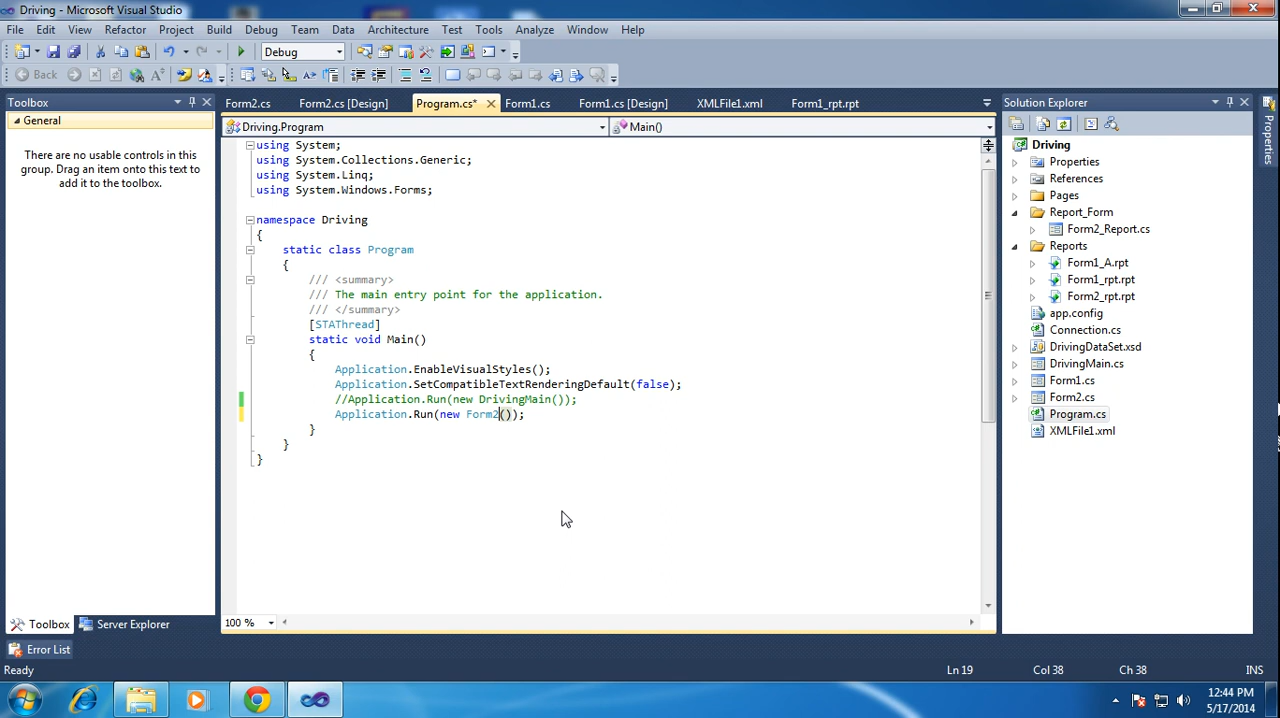 Driving - Microsoft Visual Studio
File Edit View Refactor Project Build Debug Team Data Architecture Test Tools Analyze Window Help
Debug
Back
Toolbox
General
There are no usable controls in this
group. Drag an item onto this text to
add it to the toolbox.
Toolbox Server Explorer
Form2.cs Form2.cs [Design] Program.cs* Form1.cs Form1.cs [Design] XMLFile1.xml Form1_rpt.rpt
Driving.Program Main()
using System;
using System.Collections.Generic;
using System.Linq;
using System.Windows.Forms;
namespace Driving
{
static class Program
{
/// <summary>
/// The main entry point for the application.
/// </summary>
[STAThread]
static void Main()
{
Application.EnableVisualStyles();
Application.SetCompatibleTextRenderingDefault(false);
//Application.Run(new DrivingMain());
Application.Run(new Form2());
}
}
}
100 %
Solution Explorer
Driving
Properties
References
Pages
Report_Form
Form2_Report.cs
Reports
Form1_A.rpt
Form1_rpt.rpt
Form2_rpt.rpt
app.config
Connection.cs
DrivingDataSet.xsd
DrivingMain.cs
Form1.cs
Form2.cs
Program.cs
XMLFile1.xml
Properties
Error List
Ready Ln 19 Col 38 Ch 38 INS
12:44 PM
5/17/2014